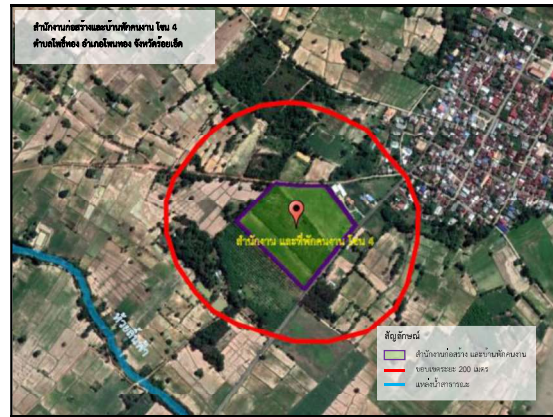 สำนักงานก่อสร้างและบ้านพักคนงาน โซน 4
ตำบลโพธิ์ทอง อำเภอโพนทอง จังหวัดร้อยเอ็ด
สำนักงาน และที่พักคนงาน โซน 4
สัญลักษณ์
สำนักงานก่อสร้าง และบ้านพักคนงาน
ขอบเขตระยะ 200 เมตร
แหล่งน้ำสาธารณะ